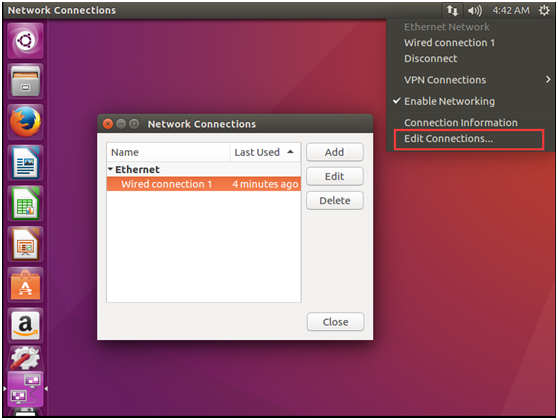 Network Connections
4:42 AM
Ethernet Network
Wired connection 1
Disconnect
VPN Connections
Enable Networking
Connection Information
Edit Connections...
Network Connections
Name Last Used
Ethernet
Wired connection 1 4 minutes ago
Add
Edit
Delete
Close